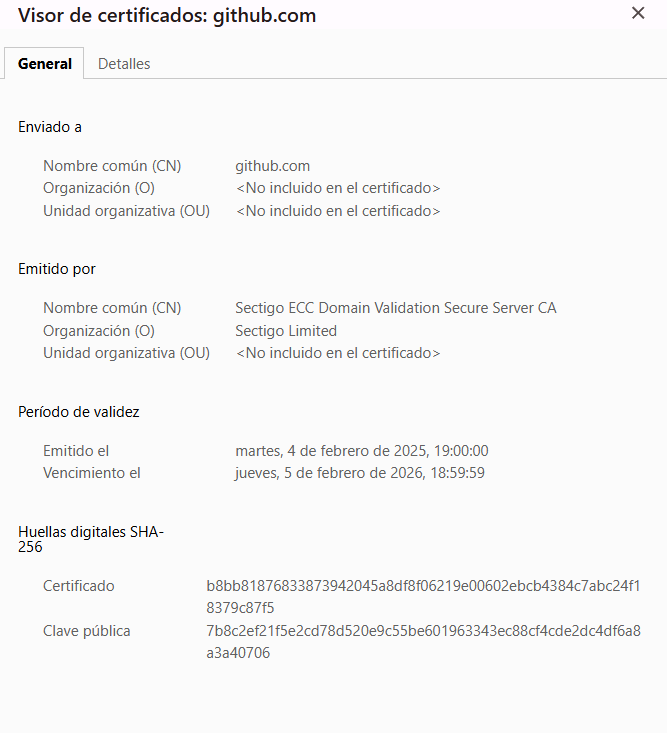 Visor de certificados: github.com
General Detalles
Enviado a
Nombre común (CN) github.com
Organización (O) <No incluido en el certificado>
Unidad organizativa (OU) <No incluido en el certificado>
Emitido por
Nombre común (CN) Sectigo ECC Domain Validation Secure Server CA
Organización (O) Sectigo Limited
Unidad organizativa (OU) <No incluido en el certificado>
Período de validez
Emitido el martes, 4 de febrero de 2025, 19:00:00
Vencimiento el jueves, 5 de febrero de 2026, 18:59:59
Huellas digitales SHA-
256
Certificado b8bb81876833873942045a8df8f06219e00602ebcb4384c7abc24f1
8379c87f5
Clave pública 7b8c2ef21f5e2cd78d520e9c55be601963343ec88cf4cde2dc4df6a8
a3a40706